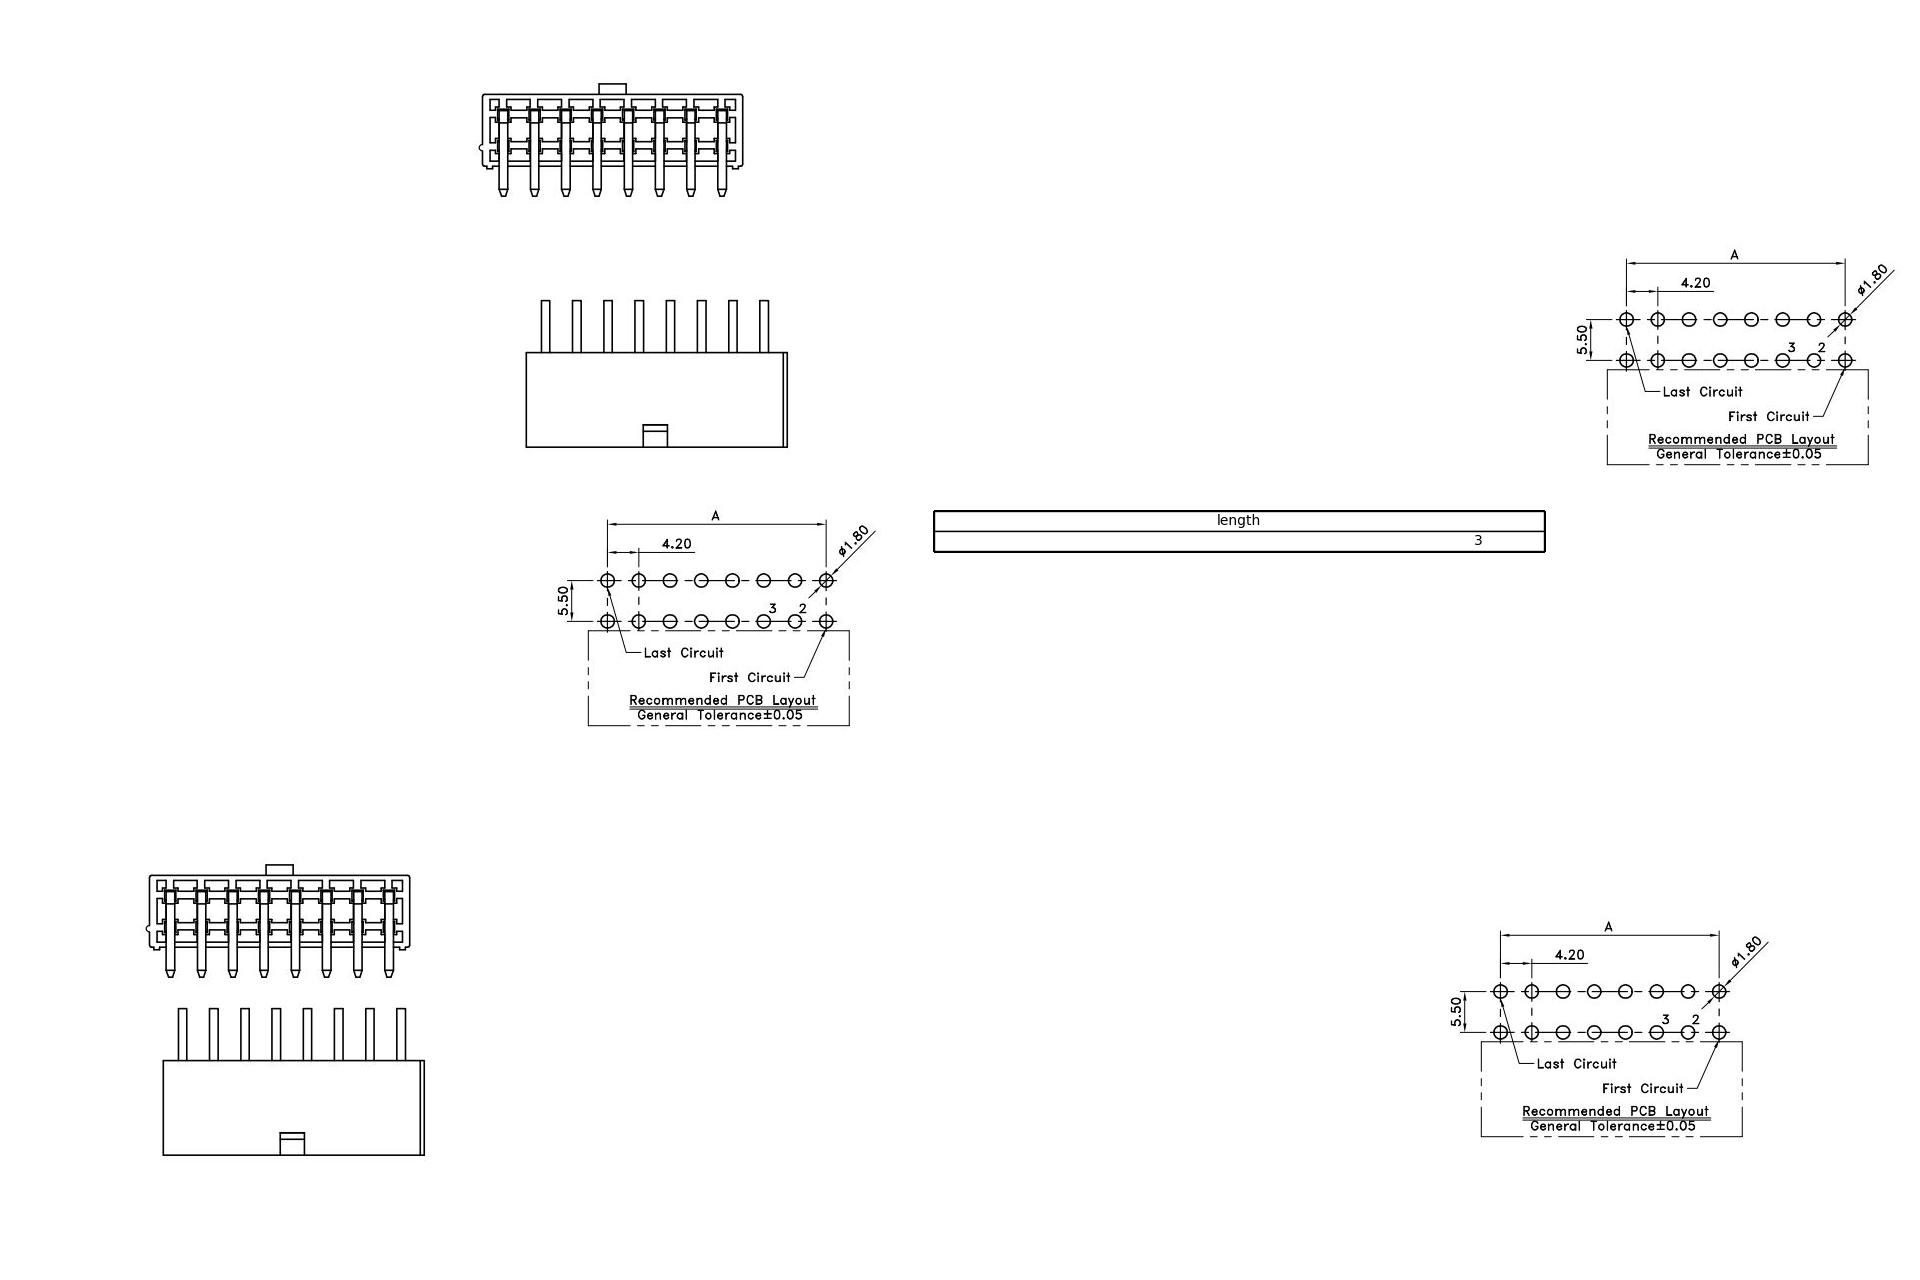 A
4.20
ø1.80
5.50
3 2
Last Circuit
First Circuit
Recommended PCB Layout
General Tolerance±0.05
length
3
A
4.20
ø1.80
5.50
3 2
Last Circuit
First Circuit
Recommended PCB Layout
General Tolerance±0.05
A
4.20
ø1.80
5.50
3 2
Last Circuit
First Circuit
Recommended PCB Layout
General Tolerance±0.05